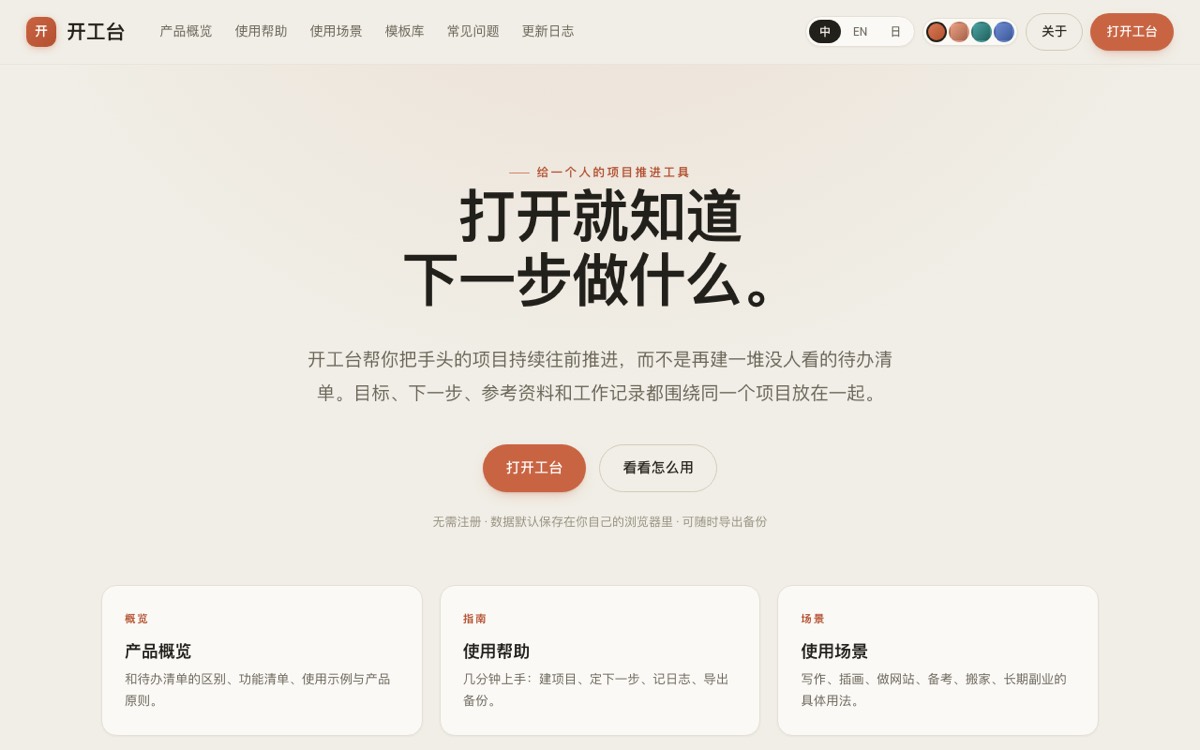 开 开工台 产品概览 使用帮助 使用场景 模板库 常见问题 更新日志 中 EN 日 关于 打开工台
给一个人的项目推进工具
打开就知道
下一步做什么。
开工台帮你把手头的项目持续往前推进，而不是再建一堆没人看的待办清
单。目标、下一步、参考资料和工作记录都围绕同一个项目放在一起。
打开工台 看看怎么用
无需注册 · 数据默认保存在你自己的浏览器里 · 可随时导出备份
概览
产品概览
和待办清单的区别、功能清单、使用示例与产品
原则。
指南
使用帮助
几分钟上手：建项目、定下一步、记日志、导出
备份。
场景
使用场景
写作、插画、做网站、备考、搬家、长期副业的
具体用法。